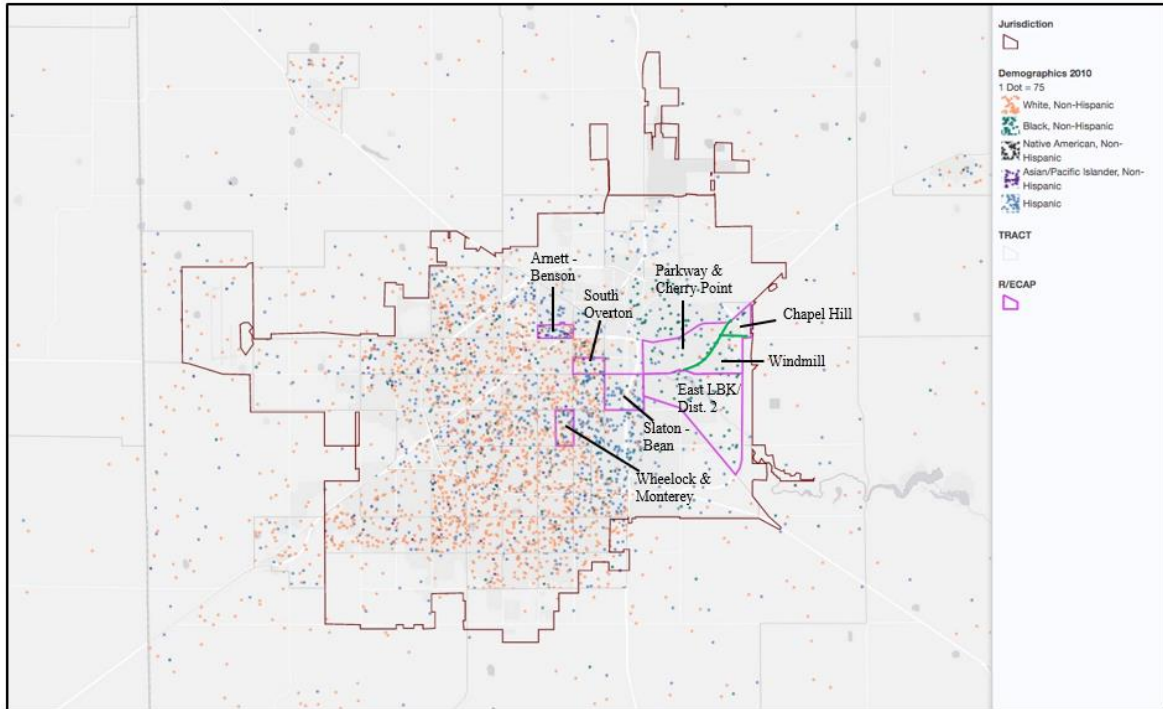 Arnett -
Benson
South
Overton
Parkway &
Cherry Point
Chapel Hill
Windmill
East LBK/
Dist. 2
Slaton -
Bean
Wheelock &
Monterey
Jurisdiction
Demographics 2010
1 Dot = 75
White, Non-Hispanic
Black, Non-Hispanic
Native American, Non-
Hispanic
Asian/Pacific Islander, Non-
Hispanic
Hispanic
TRACT
R/ECAP